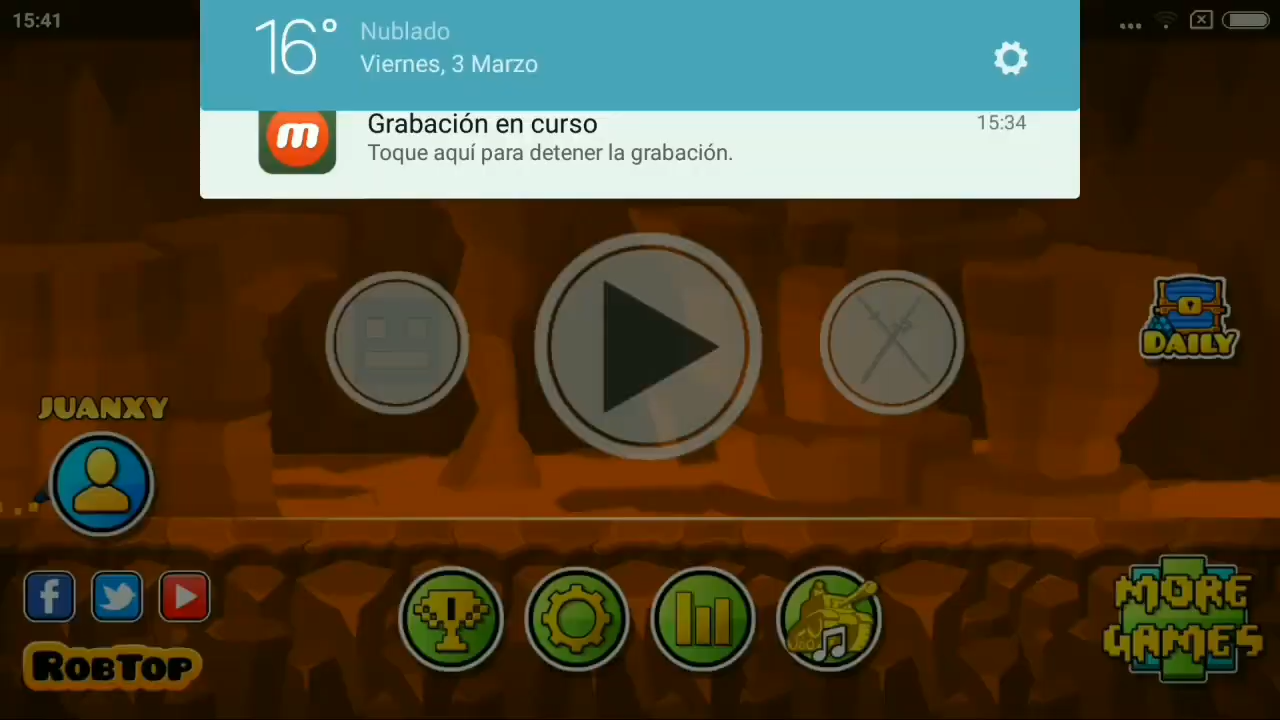 15:41
16°
Nublado
Viernes, 3 Marzo
m
Grabación en curso
15:34
Toque aquí para detener la grabación.
DAILY
JUANXY
f
ROBTOP
MORE
GAMES